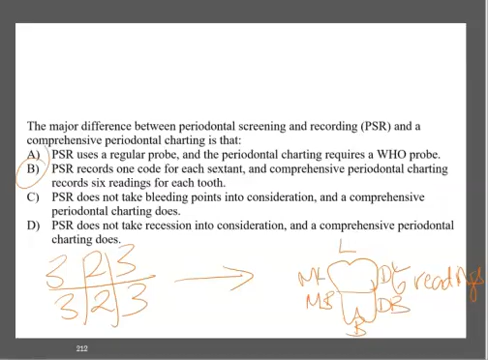 The major difference between periodontal screening and recording (PSR) and a
comprehensive periodontal charting is that:
A) PSR uses a regular probe, and the periodontal charting requires a WHO probe.
B) PSR records one code for each sextant, and comprehensive periodontal charting
records six readings for each tooth.
C) PSR does not take bleeding points into consideration, and a comprehensive
periodontal charting does.
D) PSR does not take recession into consideration, and a comprehensive periodontal
charting does.
L
3 2 3
ML DL 6 readings
3 2 3
MB DB
B
212